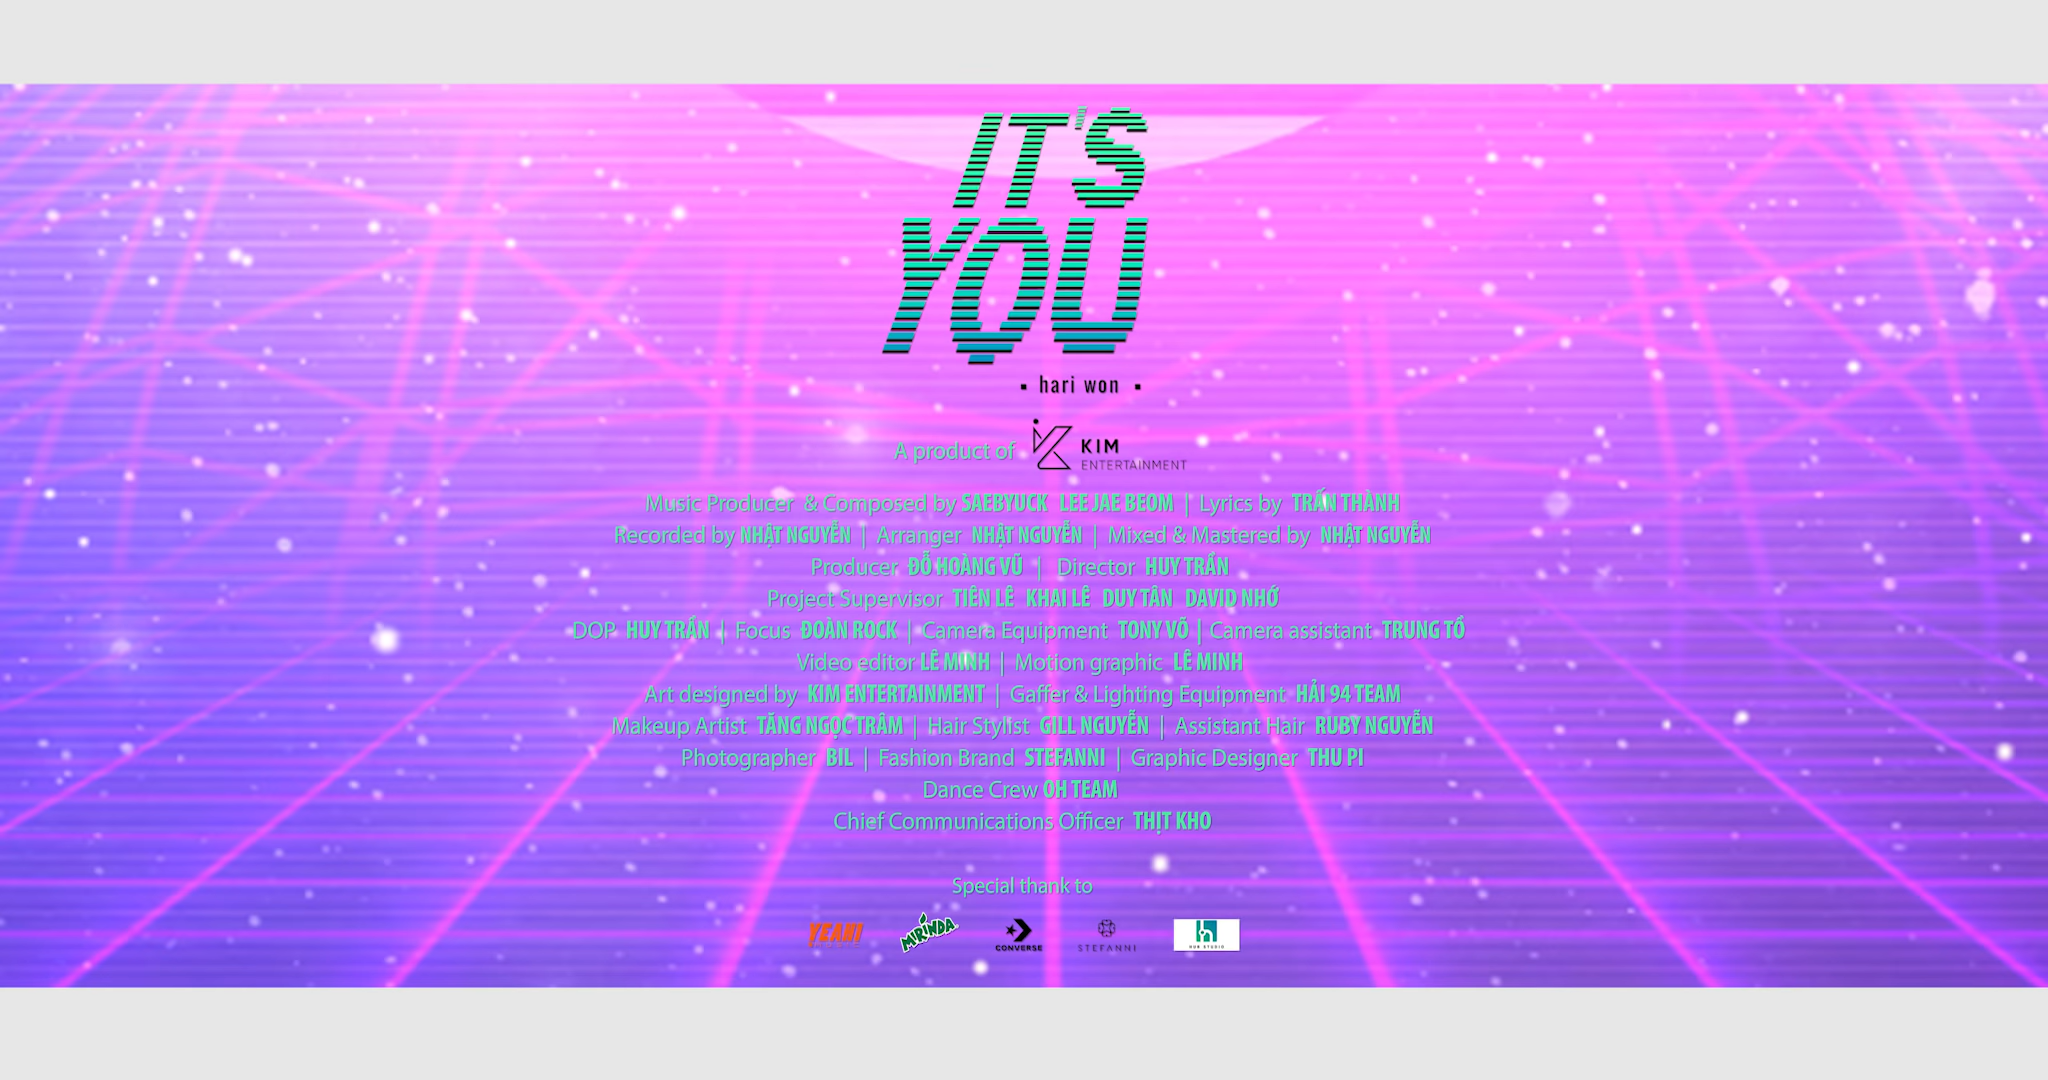 IT'S
YOU
▪ hari won ▪
A product of KIM
ENTERTAINMENT
Music Producer & Composed by SAEBYUCK LEE JAE BEOM | Lyrics by TRẤN THÀNH
Recorded by NHẬT NGUYỄN | Arranger NHẬT NGUYỄN | Mixed & Mastered by NHẬT NGUYỄN
Producer ĐỖ HOÀNG VŨ | Director HUY TRẦN
Project Supervisor TIÊN LÊ KHAI LÊ DUY TÂN DAVID NHỚ
DOP HUY TRẦN | Focus ĐOÀN ROCK | Camera Equipment TONY VÕ | Camera assistant TRUNG TỒ
Video editor LÊ MINH | Motion graphic LÊ MINH
Art designed by KIM ENTERTAINMENT | Gaffer & Lighting Equipment HẢI 94 TEAM
Makeup Artist TĂNG NGỌC TRÂM | Hair Stylist GILL NGUYỄN | Assistant Hair RUBY NGUYỄN
Photographer BIL | Fashion Brand STEFANNI | Graphic Designer THU PI
Dance Crew OH TEAM
Chief Communications Officer THỊT KHO
Special thank to
YEAH1 MIRINDA CONVERSE STEFANNI HUB STUDIO